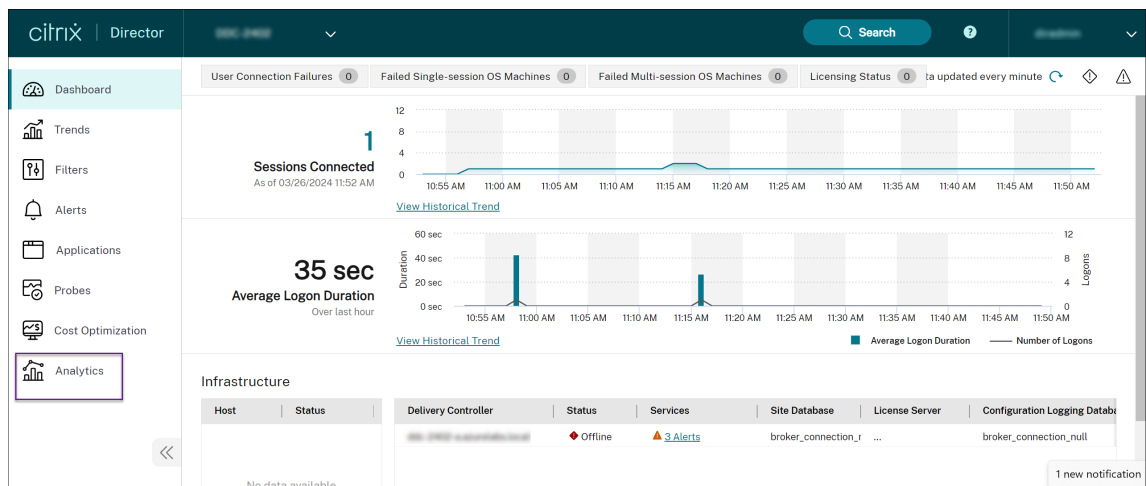 citrix | Director
Search
?
Dashboard
Trends
Filters
Alerts
Applications
Probes
Cost Optimization
Analytics
User Connection Failures 0 Failed Single-session OS Machines 0 Failed Multi-session OS Machines 0 Licensing Status 0 ta updated every minute
1
Sessions Connected
As of 03/26/2024 11:52 AM
12
8
4
0
10:55 AM 11:00 AM 11:05 AM 11:10 AM 11:15 AM 11:20 AM 11:25 AM 11:30 AM 11:35 AM 11:40 AM 11:45 AM 11:50 AM
View Historical Trend
35 sec
Average Logon Duration
Over last hour
Duration
60 sec
40 sec
20 sec
0 sec
12
8
4
0
Logons
10:55 AM 11:00 AM 11:05 AM 11:10 AM 11:15 AM 11:20 AM 11:25 AM 11:30 AM 11:35 AM 11:40 AM 11:45 AM 11:50 AM
View Historical Trend
Average Logon Duration Number of Logons
Infrastructure
Host Status
No data available
Delivery Controller Status Services Site Database License Server Configuration Logging Databa
Offline 3 Alerts broker_connection_r ... broker_connection_null
1 new notification